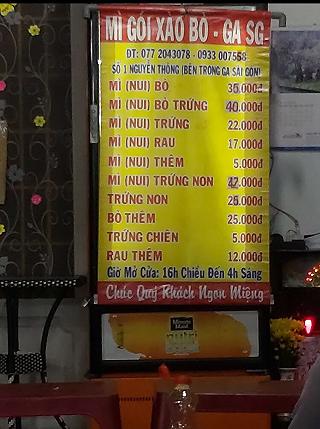 MÌ GÓI XÀO BÒ - GA SG
ĐT: 077 2043078 - 0933 007558
SỐ 1 NGUYỄN THÔNG (BÊN TRONG GA SÀI GÒN)
MÌ (NUI) BÒ 35.000đ
MÌ (NUI) BÒ TRỨNG 40.000đ
MÌ (NUI) TRỨNG 22.000đ
MÌ (NUI) RAU 17.000đ
MÌ (NUI) THÊM 5.000đ
MÌ (NUI) TRỨNG NON 42.000đ
TRỨNG NON 25.000đ
BÒ THÊM 25.000đ
TRỨNG CHIÊN 5.000đ
RAU THÊM 12.000đ
Giờ Mở Cửa: 16h Chiều Đến 4h Sáng
Chúc Quý Khách Ngon Miệng
Minute Maid
nutri